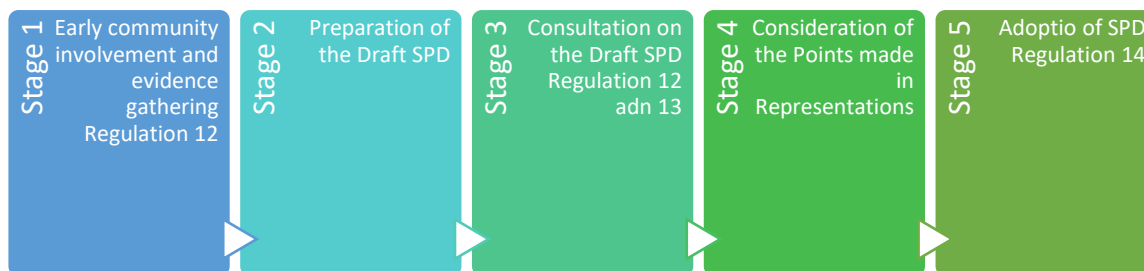 Stage 1
Early community
involvement and
evidence
gathering
Regulation 12
Stage 2
Preparation of
the Draft SPD
Stage 3
Consultation on
the Draft SPD
Regulation 12
adn 13
Stage 4
Consideration of
the Points made
in
Representations
Stage 5
Adoptio of SPD
Regulation 14